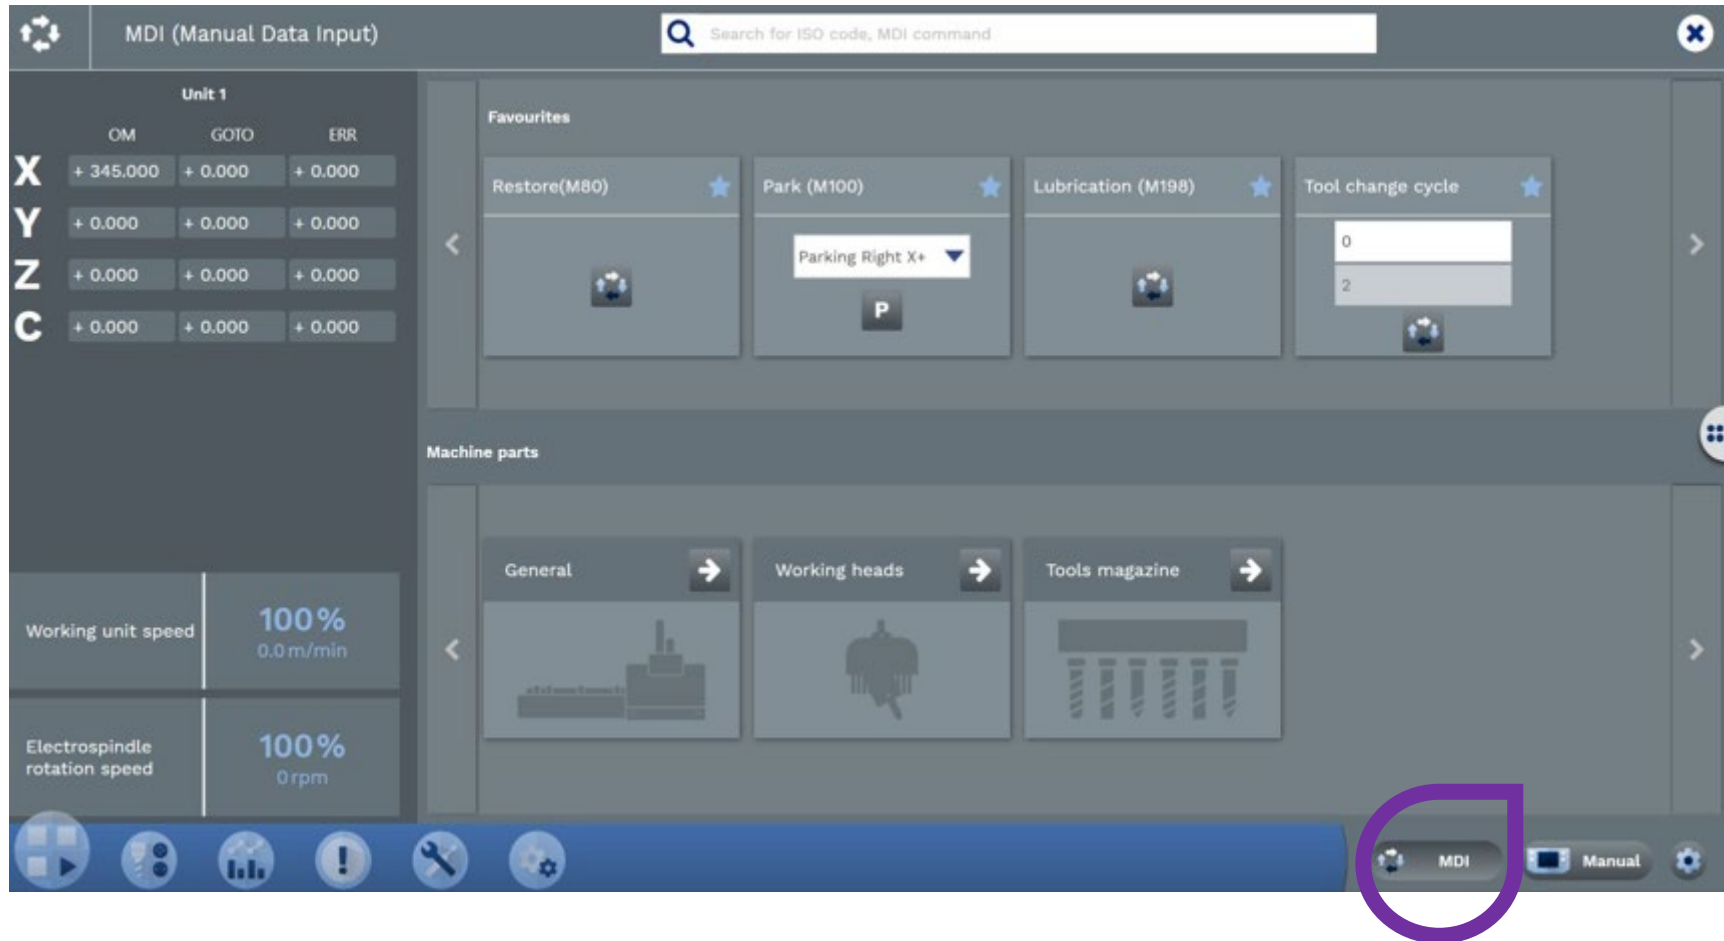 MDI (Manual Data Input)
Search for ISO code, MDI command
Unit 1
OM GOTO ERR
X + 345.000 + 0.000 + 0.000
Y + 0.000 + 0.000 + 0.000
Z + 0.000 + 0.000 + 0.000
C + 0.000 + 0.000 + 0.000
Working unit speed
100%
0.0 m/min
Electrospindle
rotation speed
100%
0 rpm
Favourites
Restore(M80)
Park (M100)
Parking Right X+
P
Lubrication (M198)
Tool change cycle
0
2
Machine parts
General
Working heads
Tools magazine
MDI
Manual